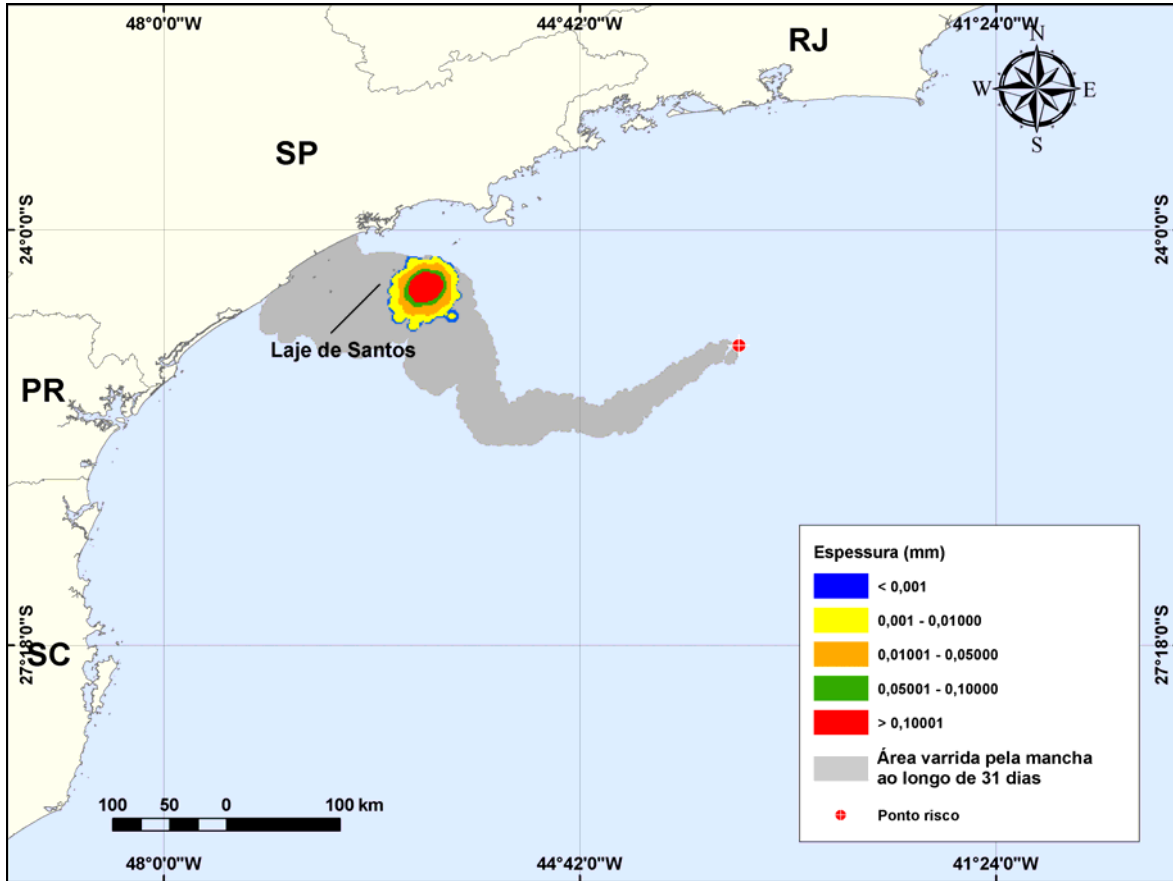 48°0'0"W
44°42'0"W
41°24'0"W
RJ
N
W
E
S
SP
24°0'0"S
24°0'0"S
Laje de Santos
PR
Espessura (mm)
< 0,001
0,001 - 0,01000
0,01001 - 0,05000
0,05001 - 0,10000
> 0,10001
Área varrida pela mancha
ao longo de 31 dias
Ponto risco
27°18'0"S
27°18'0"S
SC
100 50 0 100 km
48°0'0"W
44°42'0"W
41°24'0"W